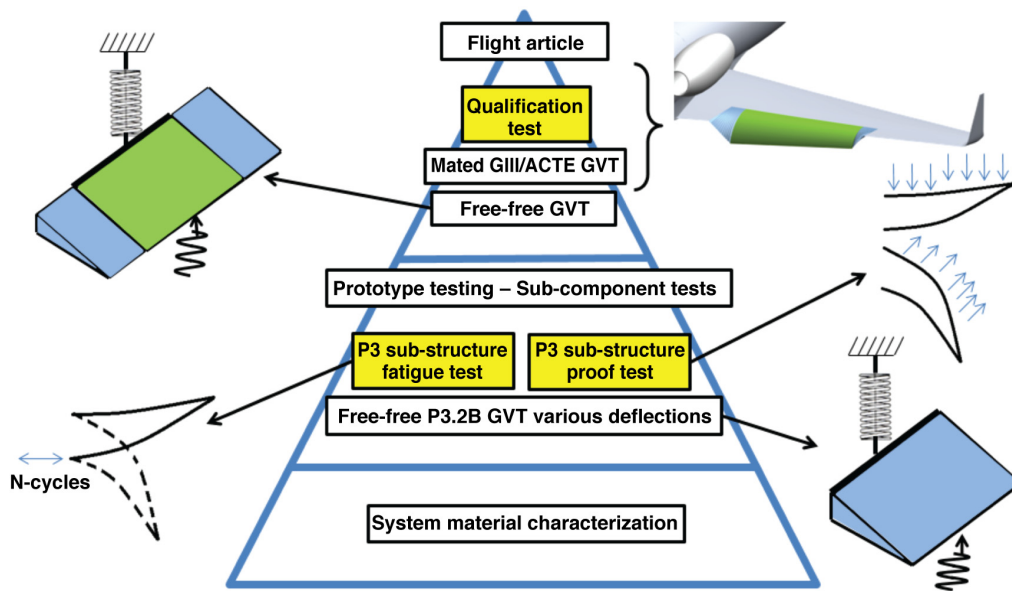 Flight article
Qualification
test
Mated GIII/ACTE GVT
Free-free GVT
Prototype testing – Sub-component tests
P3 sub-structure
fatigue test
P3 sub-structure
proof test
Free-free P3.2B GVT various deflections
N-cycles
System material characterization